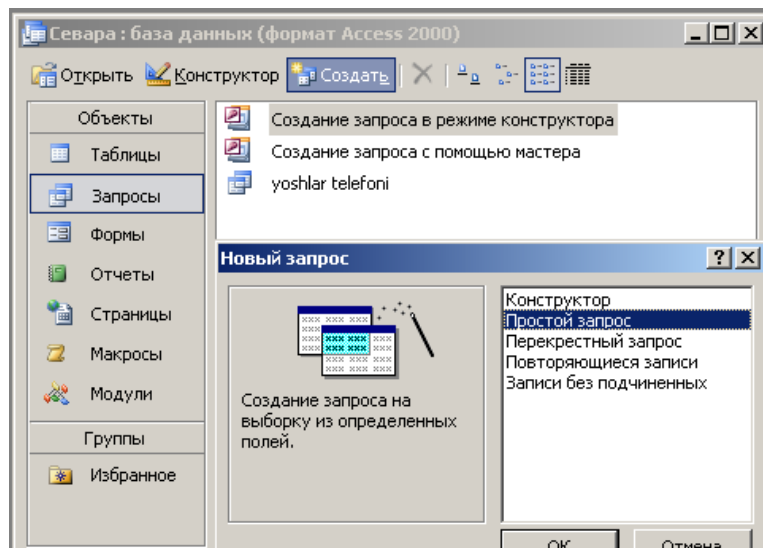 Севара : база данных (формат Access 2000)
Открыть Конструктор Создать
Объекты
Таблицы
Запросы
Формы
Отчеты
Страницы
Макросы
Модули
Группы
Избранное
Создание запроса в режиме конструктора
Создание запроса с помощью мастера
yoshlar telefoni
Новый запрос
Создание запроса на
выборку из определенных
полей.
Конструктор
Простой запрос
Перекрестный запрос
Повторяющиеся записи
Записи без подчиненных
ОК Отмена